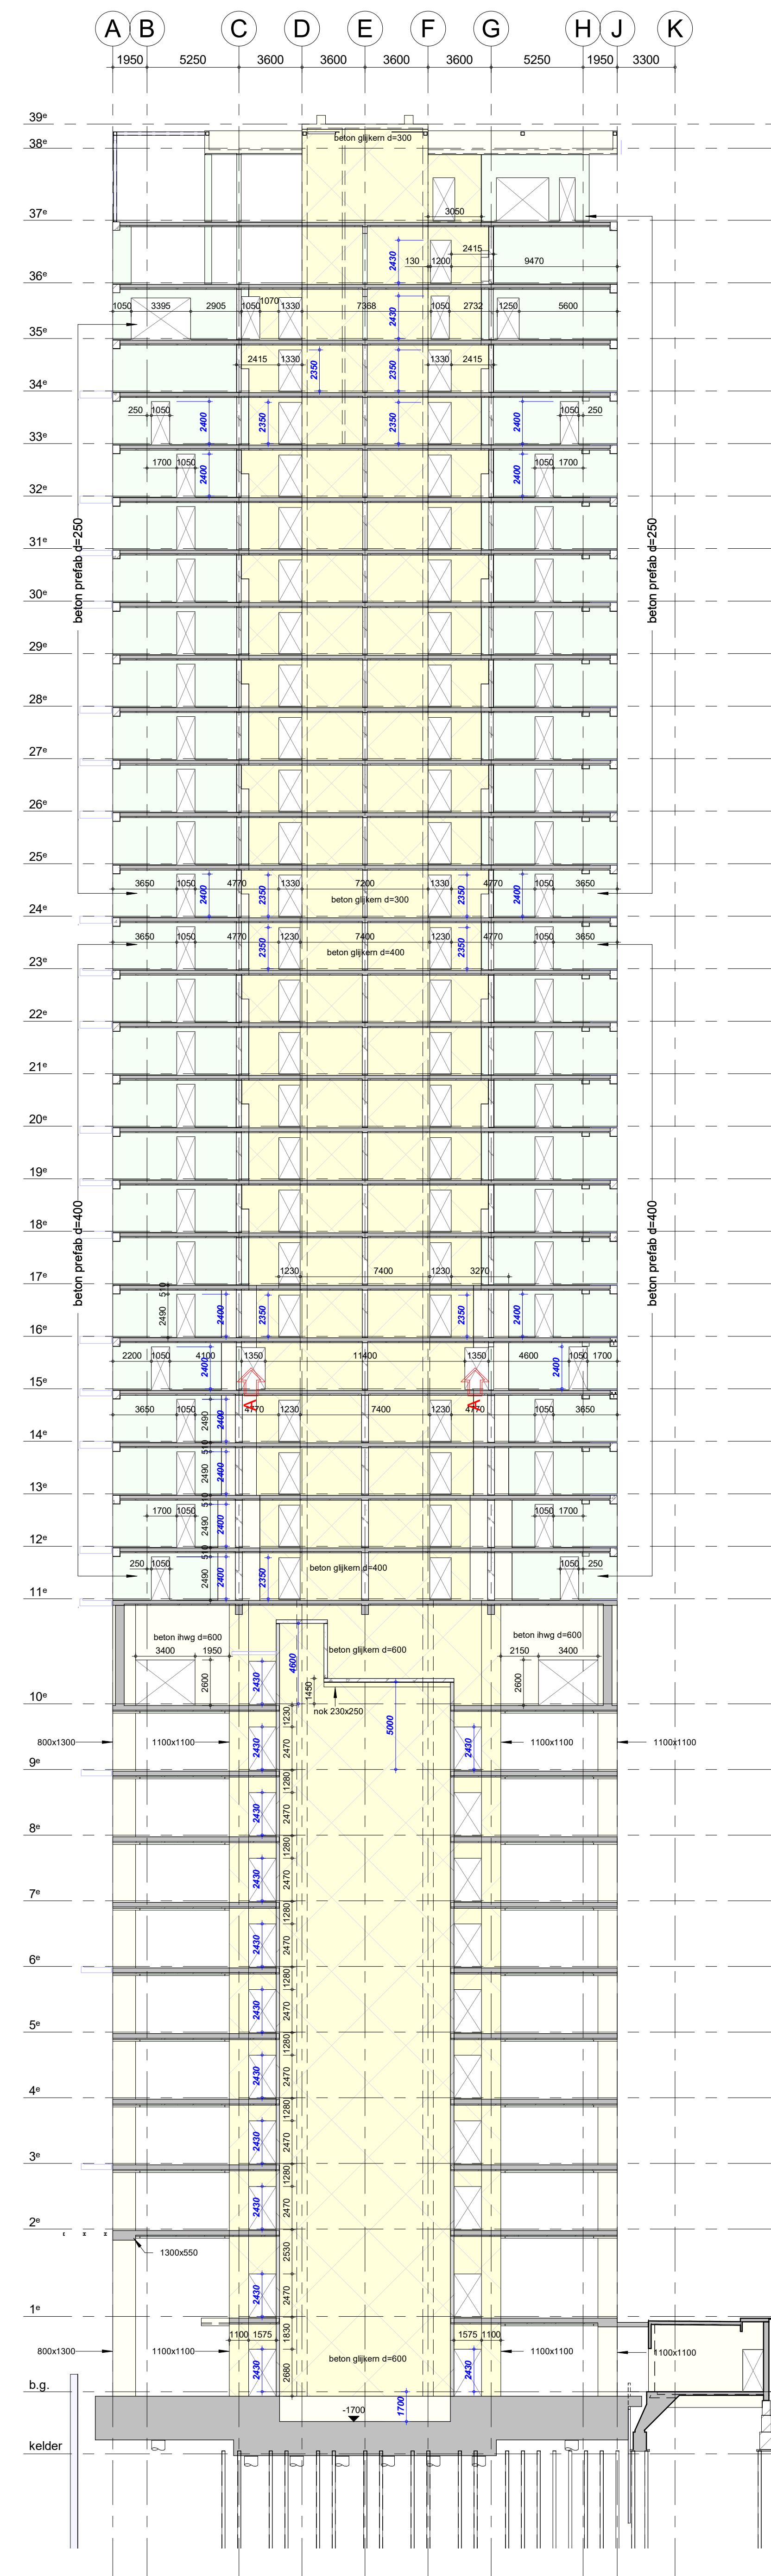 A B C D E F G H J K
1950 5250 3600 3600 3600 3600 5250 1950 3300
39e
beton glijkern d=300
38e
3050
37e
2415
2430
130 1200 9470
36e
1070
1050 3395 2905 1050 1330 7368 1050 2732 1250 5600
2430
35e
2415 1330 2350 2350 1330 2415
34e
250 1050 2400 2350 2350 2400 1050 250
33e
1700 1050 2400 2400 1050 1700
32e
beton prefab d=250
beton prefab d=250
31e
30e
29e
28e
27e
26e
25e
3650 1050 4770 1330 7200 1330 4770 1050 3650
2400 2350 2350 2400
beton glijkern d=300
24e
3650 1050 4770 1230 7400 1230 4770 1050 3650
2350 2350
beton glijkern d=400
23e
22e
21e
20e
19e
18e
beton prefab d=400
beton prefab d=400
1230 7400 1230 3270
17e
510
2490 2400 2350 2350 2400
16e
2200 1050 4100 1350 11400 1350 4600 1050 1700
2400 2400
15e
A A
3650 1050 4770 1230 7400 1230 4770 1050 3650
2490 2400
14e
510
2490 2400
13e
510
1700 1050 2490 2400 1050 1700
12e
510
250 1050 2490 2400 2350 1050 250
beton glijkern d=400
11e
beton ihwg d=600 beton glijkern d=600 beton ihwg d=600
3400 1950 2150 3400
2600 2430 4600 1450 2600
10e
nok 230x250
1230
5000
800x1300 1100x1100 2430 2470 2430 1100x1100 1100x1100
9e
1280
2430 2470
8e
1280
2430 2470
7e
1280
2430 2470
6e
1280
2430 2470
5e
1280
2430 2470
4e
1280
2430 2470
3e
1280
2430 2470
2e
1300x550
2530
2430 2470
1e
1830
1100 1575 1575 1100
800x1300 1100x1100 2430 2680 beton glijkern d=600 2430 1100x1100 1100x1100
b.g.
-1700 1700
kelder